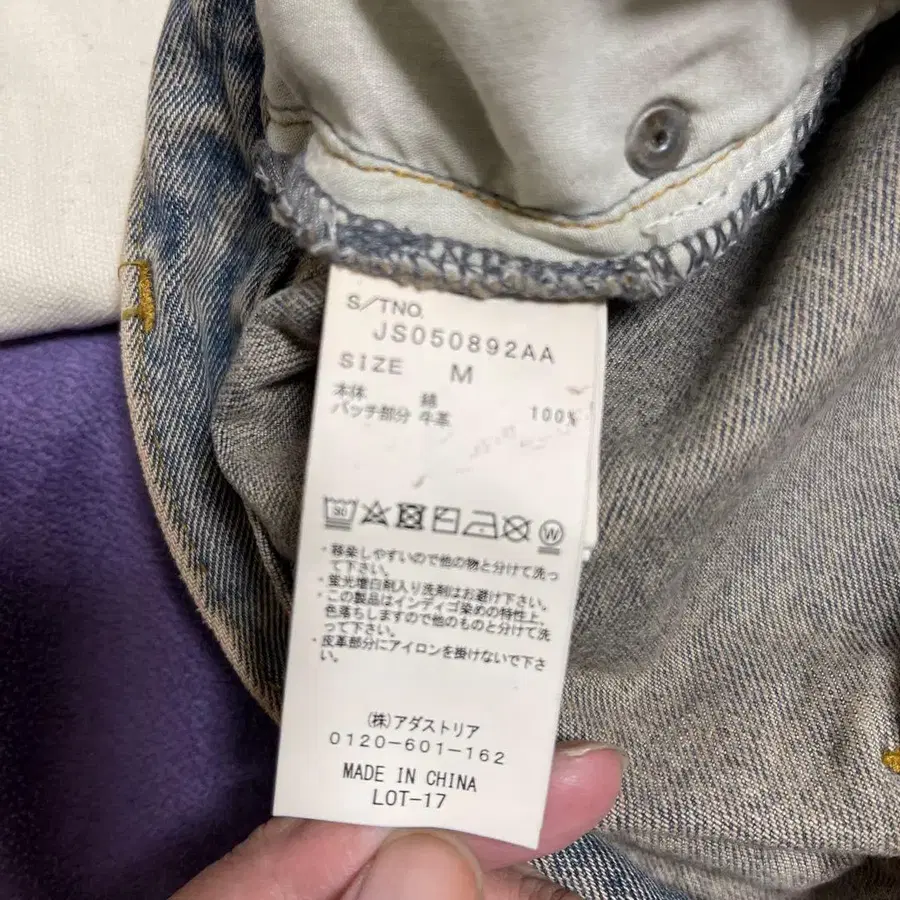 S/TNO.
JS050892AA
SIZE M
本体 綿 100%
パッチ部分 牛革
30
W
・移染しやすいので他の物と分けて洗っ
て下さい。
・蛍光増白剤入り洗剤はお避け下さい。
・この製品はインディゴ染めの特性上、
色落ちしますので他のものと分けて洗
って下さい。
・皮革部分にアイロンを掛けないで下さ
い。
(株)アダストリア
0120-601-162
MADE IN CHINA
LOT-17